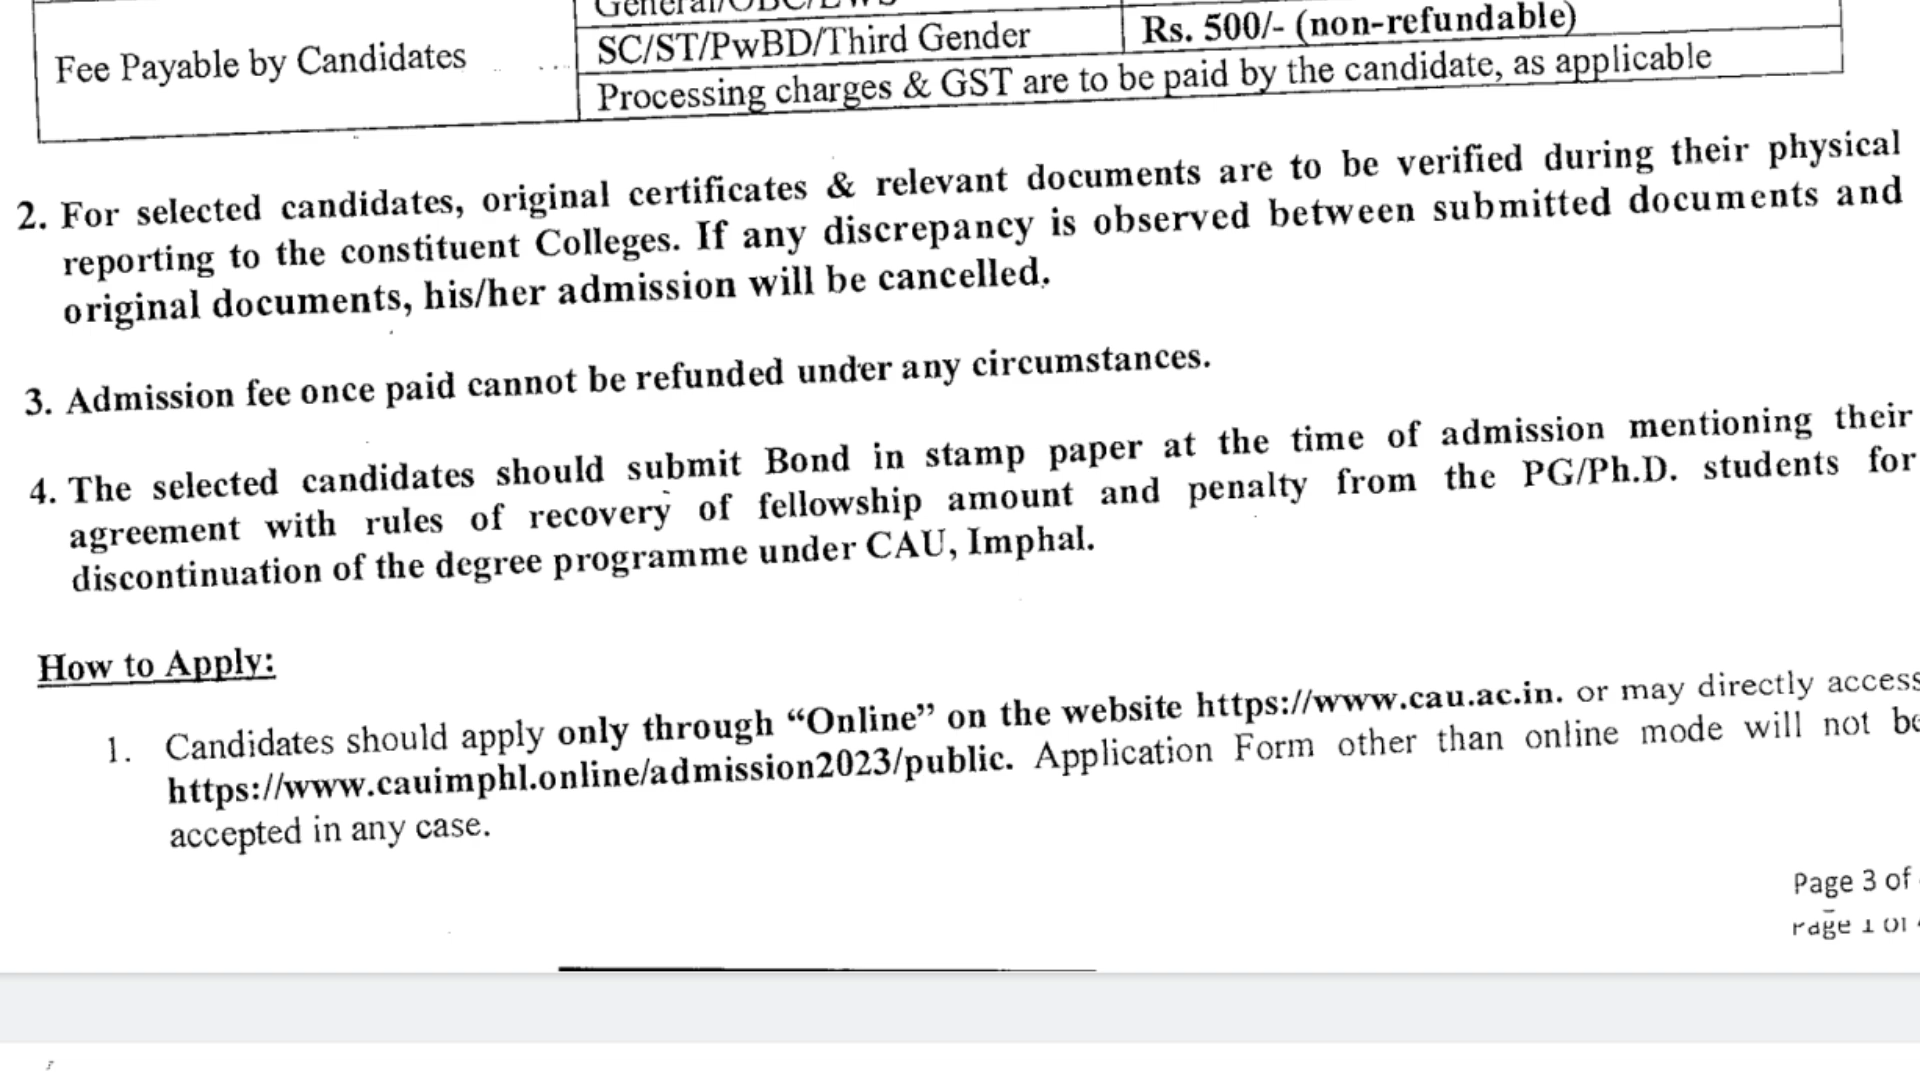 General/OBC/EWS
Fee Payable by Candidates
SC/ST/PwBD/Third Gender
Rs. 500/- (non-refundable)
Processing charges & GST are to be paid by the candidate, as applicable
2. For selected candidates, original certificates & relevant documents are to be verified during their physical
reporting to the constituent Colleges. If any discrepancy is observed between submitted documents and
original documents, his/her admission will be cancelled.
3. Admission fee once paid cannot be refunded under any circumstances.
4. The selected candidates should submit Bond in stamp paper at the time of admission mentioning their
agreement with rules of recovery of fellowship amount and penalty from the PG/Ph.D. students for
discontinuation of the degree programme under CAU, Imphal.
How to Apply:
1. Candidates should apply only through “Online” on the website https://www.cau.ac.in. or may directly access
https://www.cauimphl.online/admission2023/public. Application Form other than online mode will not be
accepted in any case.
Page 3 of
Page 1 of